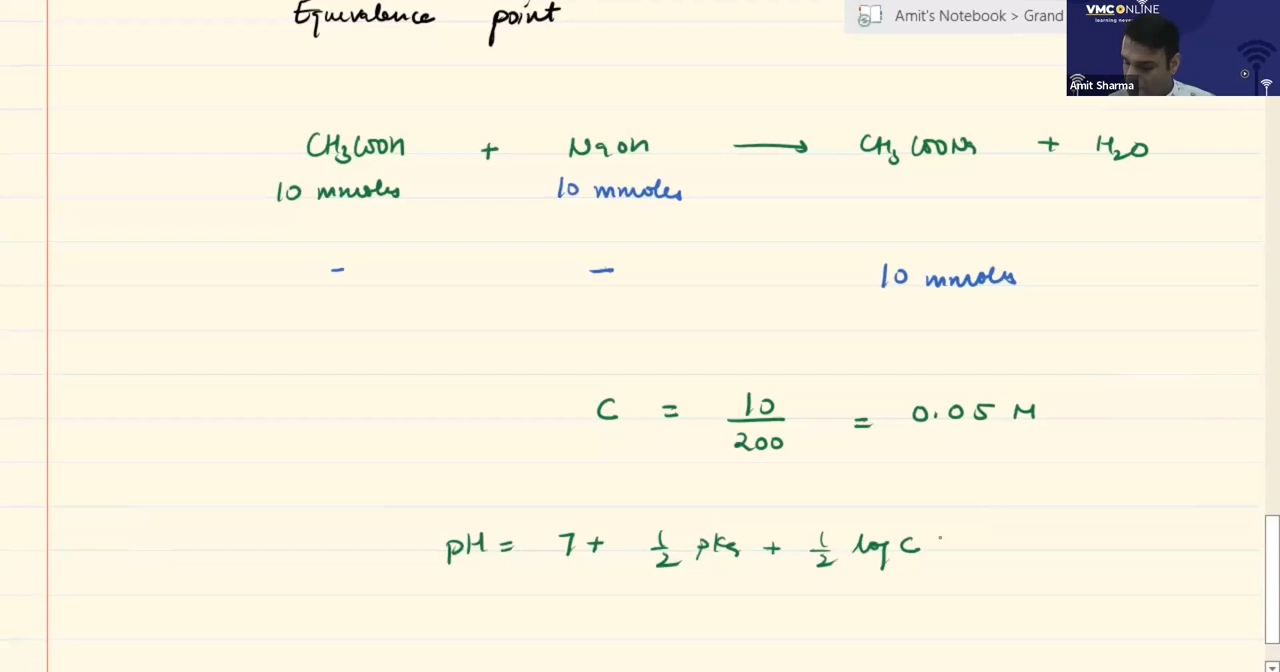 Equivalence point
Amit's Notebook > Grand
VMC ONLINE
Amit Sharma
CH3COOH + NaOH ⟶ CH3COONa + H2O
10 mmoles 10 mmoles
- - 10 mmoles
C = 10/200 = 0.05 M
pH = 7 + 1/2 pKa + 1/2 log C